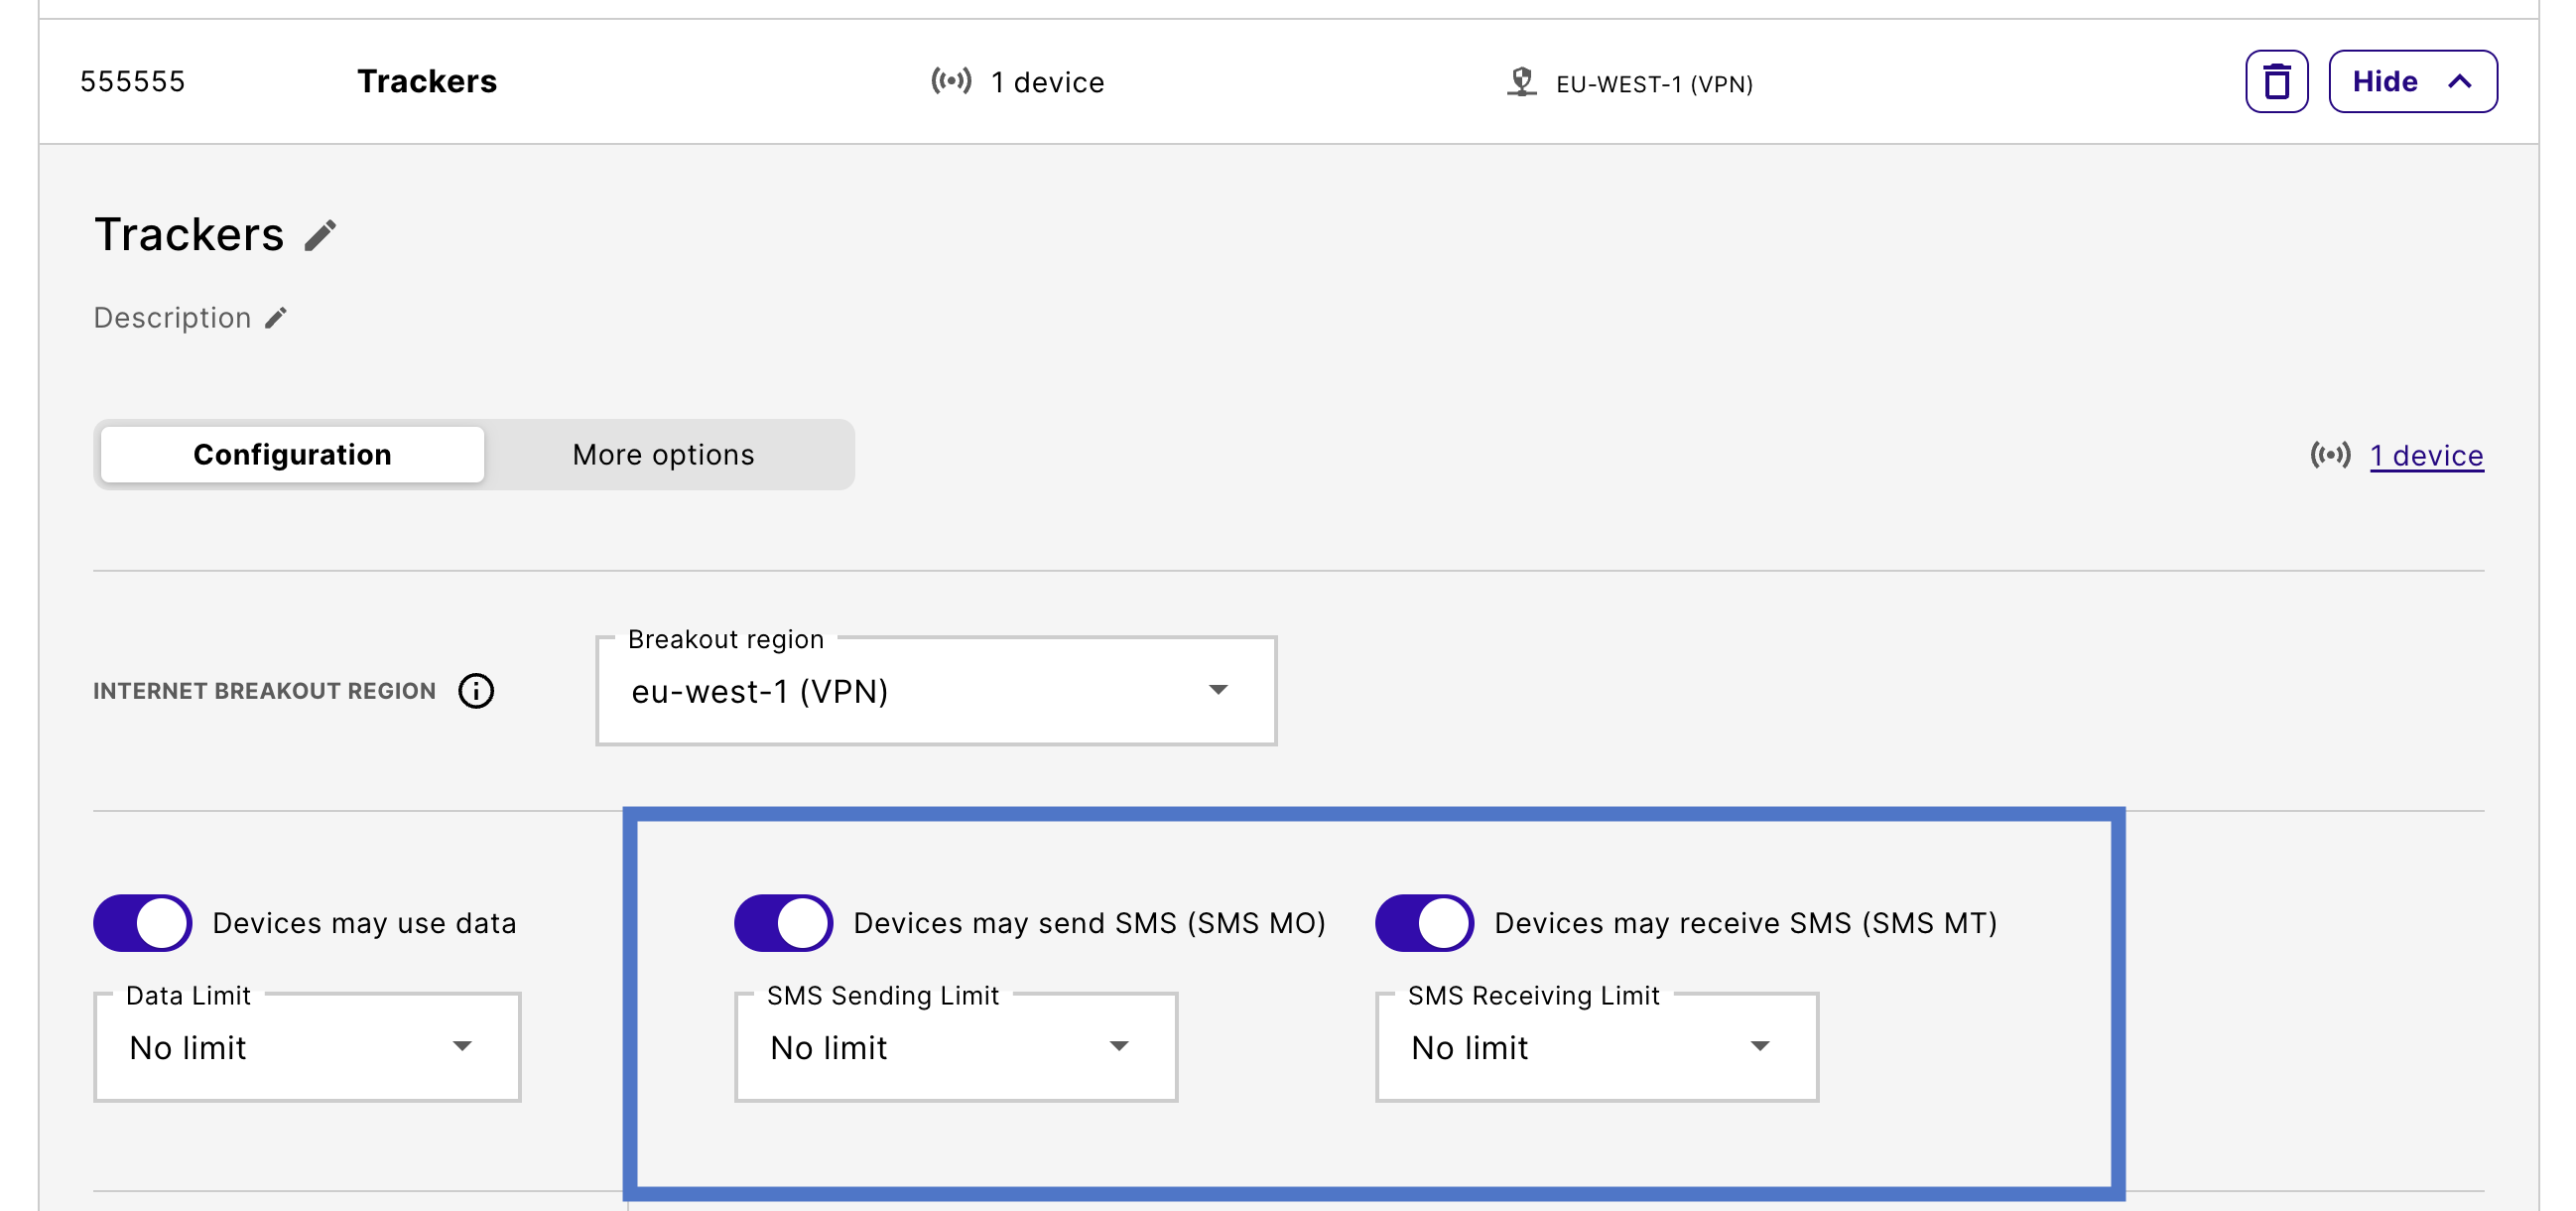 555555 Trackers 1 device EU-WEST-1 (VPN) Hide
Trackers
Description
Configuration More options 1 device
Breakout region
INTERNET BREAKOUT REGION eu-west-1 (VPN)
Devices may use data Devices may send SMS (SMS MO) Devices may receive SMS (SMS MT)
Data Limit SMS Sending Limit SMS Receiving Limit
No limit No limit No limit